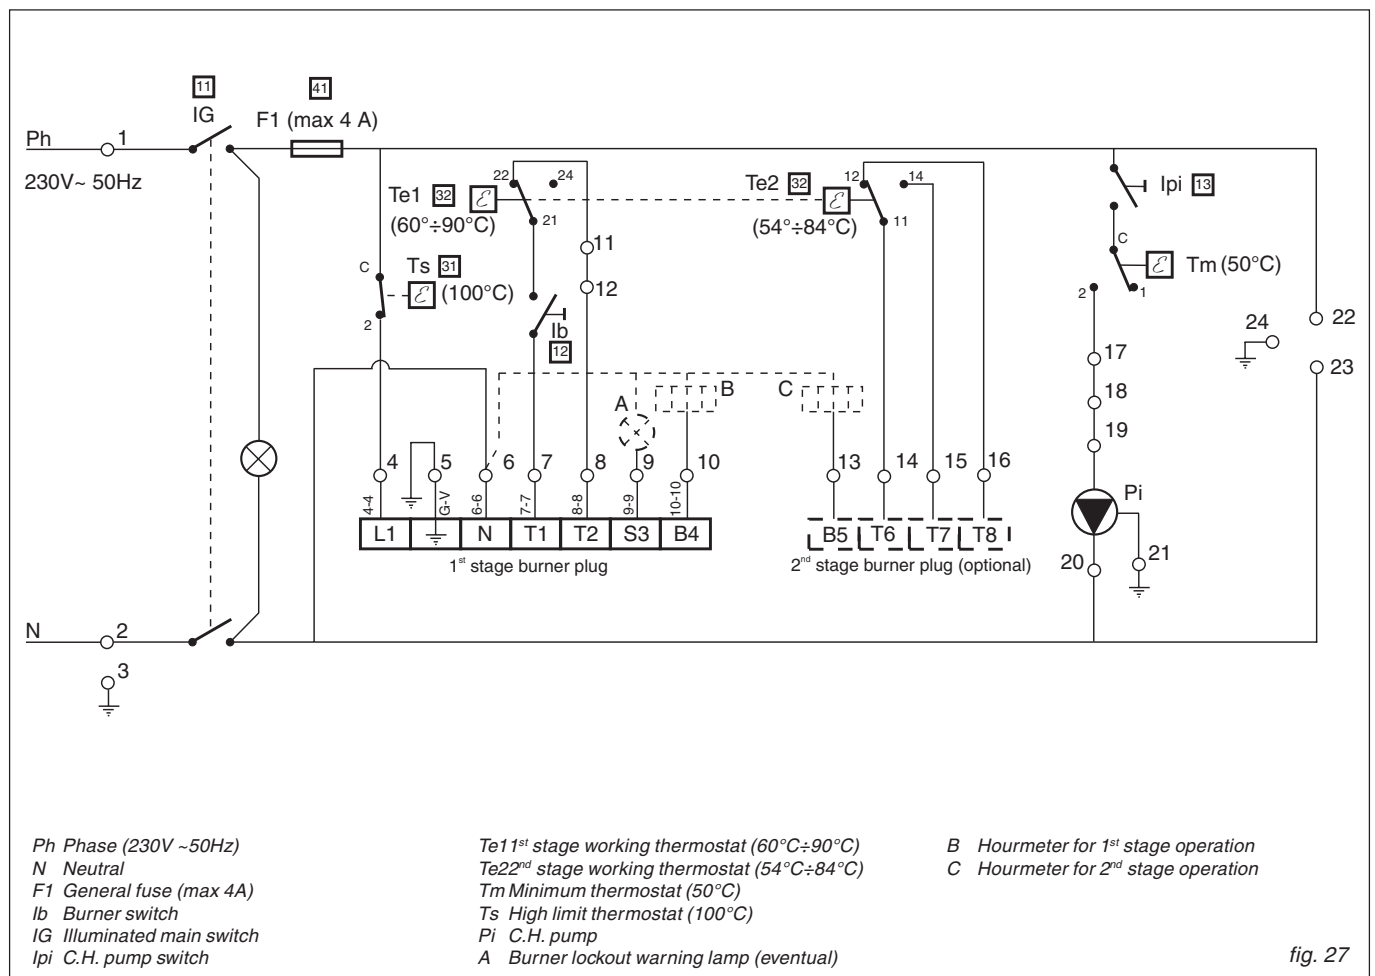 11 41
IG F1 (max 4 A)
Ph 1
230V~ 50Hz
22 24
Te1 32 ℰ
(60°÷90°C)
21
Te2 32 ℰ
(54°÷84°C)
12 14
11
Ipi 13
C
ℰ Tm (50°C)
2 1
11
12
C Ts 31
ℰ (100°C)
2
Ib
12
24 22
23
17
18
19
A B C
4 5 6 7 8 9 10 13 14 15 16
4-4 G-V 6-6 7-7 8-8 9-9 10-10
L1 N T1 T2 S3 B4 B5 T6 T7 T8
1st stage burner plug 2nd stage burner plug (optional)
Pi
20 21
N 2
3
Ph Phase (230V ~50Hz)
N Neutral
F1 General fuse (max 4A)
Ib Burner switch
IG Illuminated main switch
Ipi C.H. pump switch
Te11st stage working thermostat (60°C÷90°C)
Te22nd stage working thermostat (54°C÷84°C)
Tm Minimum thermostat (50°C)
Ts High limit thermostat (100°C)
Pi C.H. pump
A Burner lockout warning lamp (eventual)
B Hourmeter for 1st stage operation
C Hourmeter for 2nd stage operation
fig. 27